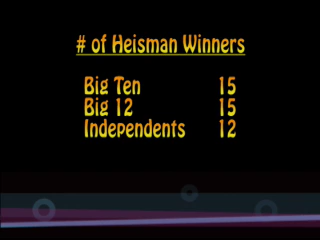 # of Heisman Winners
Big Ten 15
Big 12 15
Independents 12